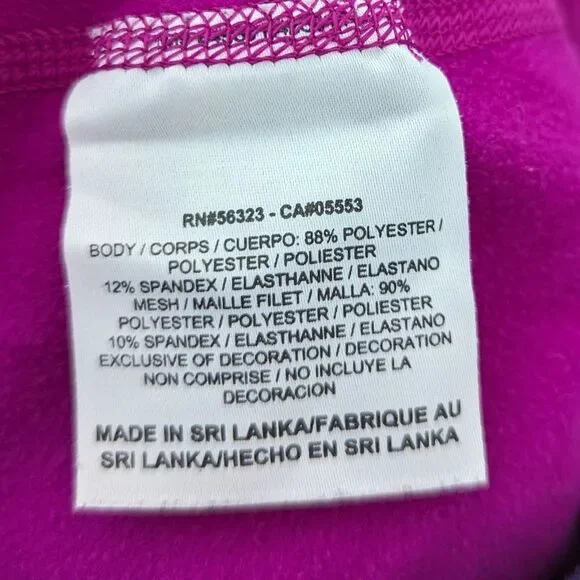 RN#56323 - CA#05553
BODY / CORPS / CUERPO: 88% POLYESTER /
POLYESTER / POLIESTER
12% SPANDEX / ELASTHANNE / ELASTANO
MESH / MAILLE FILET / MALLA: 90%
POLYESTER / POLYESTER / POLIESTER
10% SPANDEX / ELASTHANNE / ELASTANO
EXCLUSIVE OF DECORATION / DECORATION
NON COMPRISE / NO INCLUYE LA
DECORACION
MADE IN SRI LANKA/FABRIQUE AU
SRI LANKA/HECHO EN SRI LANKA